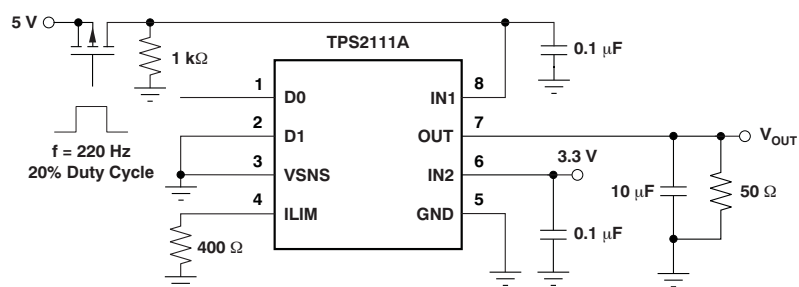 5 V
TPS2111A
0.1 μF
1 kΩ
1
D0
IN1
8
2
D1
OUT
7
VOUT
f = 220 Hz
20% Duty Cycle
3
VSNS
IN2
6
3.3 V
4
ILIM
GND
5
10 μF
50 Ω
400 Ω
0.1 μF